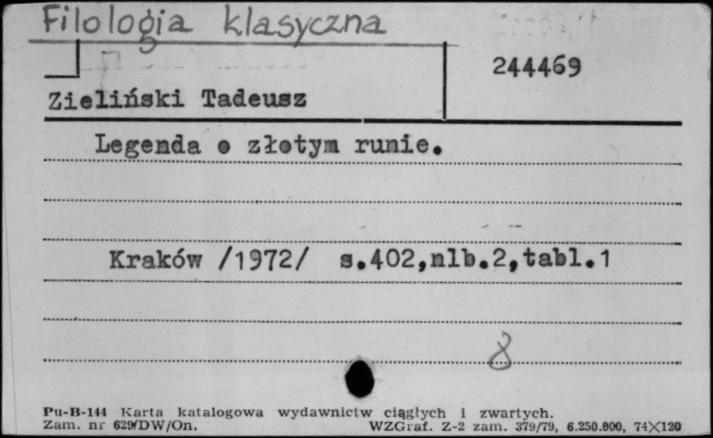 Filologia klasyczna
244469
Zieliński Tadeusz
Legenda o złotym runie.
Kraków /1972/ s.402,nlb.2,tabl.1
8
Pu-B-144 Karta katalogowa wydawnictw ciągłych i zwartych.
Zam. nr 629/DW/On. WZGraf. Z-2 zam. 379/79, 6.250.000, 74X120